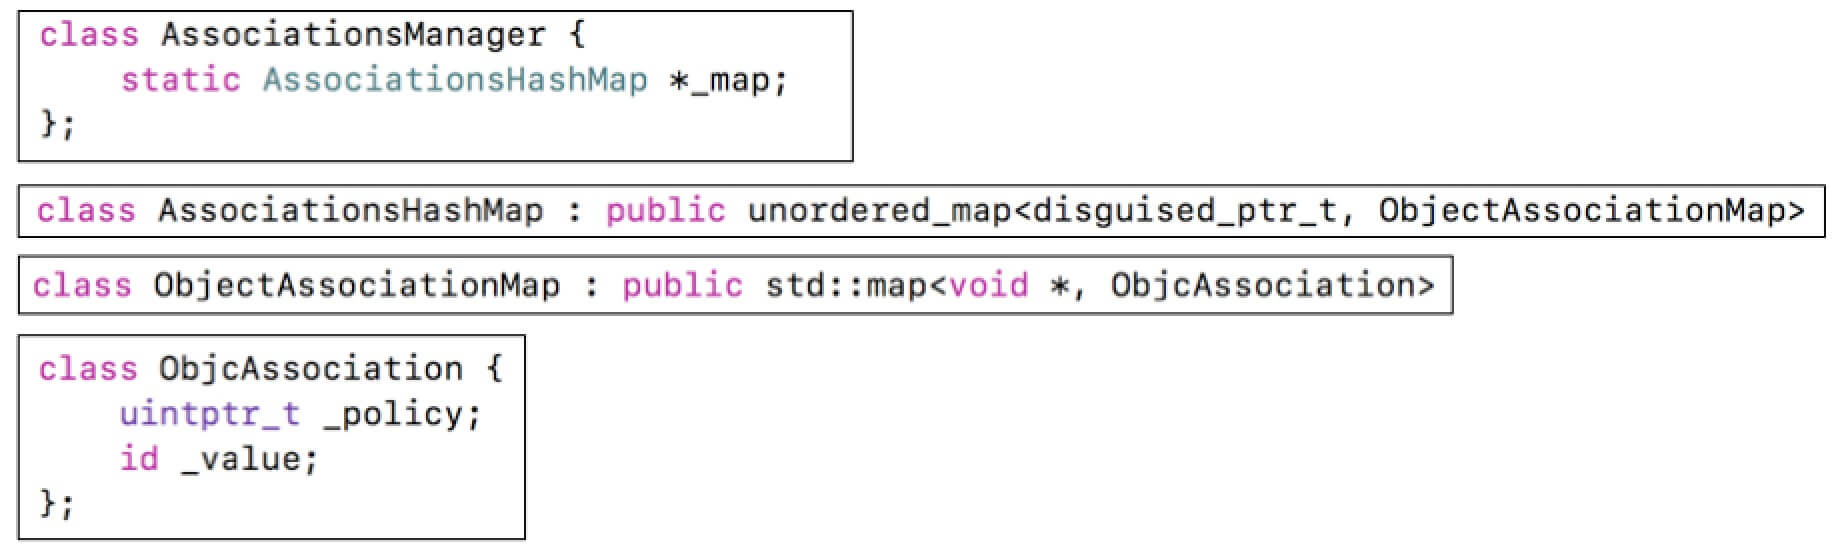 class AssociationsManager {
    static AssociationsHashMap *_map;
};
class AssociationsHashMap : public unordered_map<disguised_ptr_t, ObjectAssociationMap>
class ObjectAssociationMap : public std::map<void *, ObjcAssociation>
class ObjcAssociation {
    uintptr_t _policy;
    id _value;
};